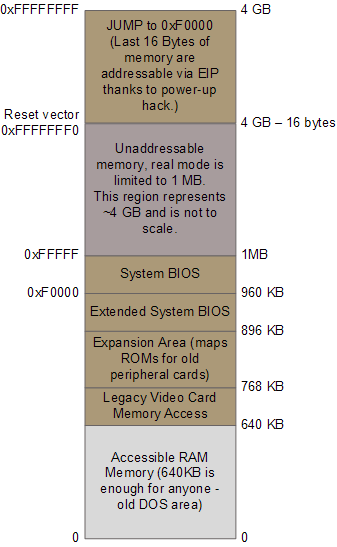 0xFFFFFFFF
4 GB
JUMP to 0xF0000
(Last 16 Bytes of
memory are
addressable via EIP
thanks to power-up
hack.)
Reset vector
0xFFFFFFF0
4 GB – 16 bytes
Unaddressable
memory, real mode is
limited to 1 MB.
This region represents
~4 GB and is not to
scale.
0xFFFFF
1MB
System BIOS
0xF0000
960 KB
Extended System BIOS
896 KB
Expansion Area (maps
ROMs for old
peripheral cards)
768 KB
Legacy Video Card
Memory Access
640 KB
Accessible RAM
Memory (640KB is
enough for anyone -
old DOS area)
0
0